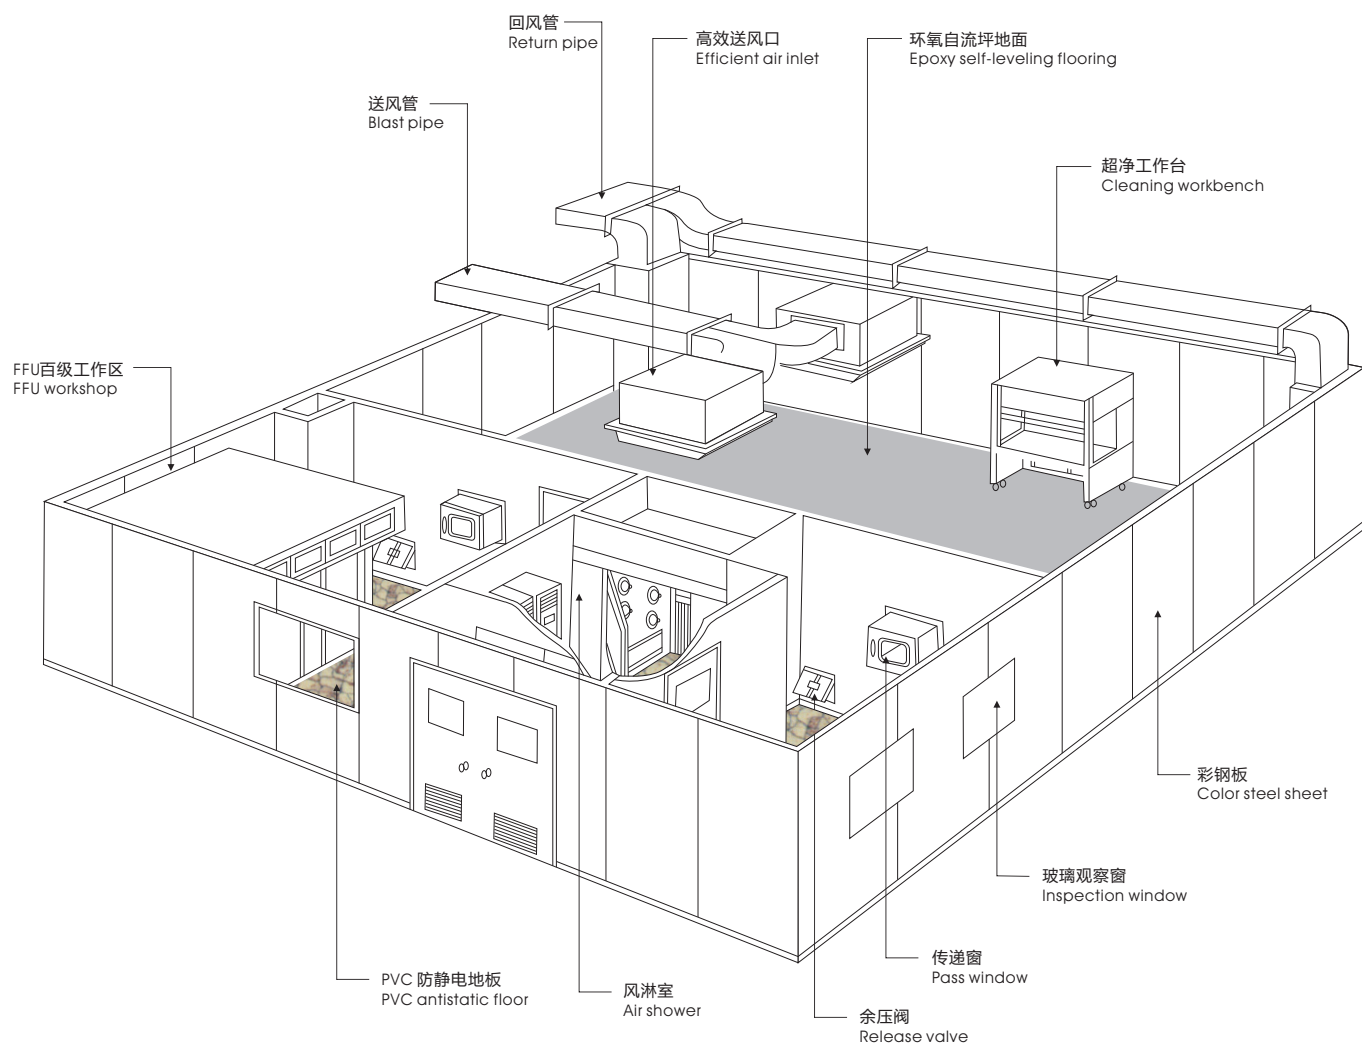 回风管
Return pipe
高效送风口
Efficient air inlet
环氧自流坪地面
Epoxy self-leveling flooring
送风管
Blast pipe
超净工作台
Cleaning workbench
FFU百级工作区
FFU workshop
彩钢板
Color steel sheet
玻璃观察窗
Inspection window
传递窗
Pass window
PVC 防静电地板
PVC antistatic floor
风淋室
Air shower
余压阀
Release valve